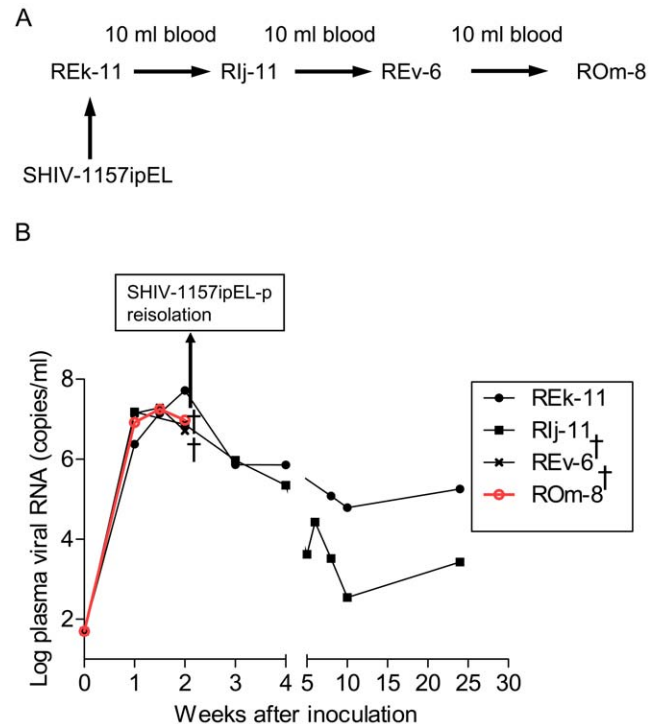 A
10 ml blood 10 ml blood 10 ml blood
REk-11 RIj-11 REv-6 ROm-8
SHIV-1157ipEL
B
SHIV-1157ipEL-p
reisolation
Log plasma viral RNA (copies/ml)
8
6
4
2
†
†
REk-11
RIj-11
REv-6†
ROm-8†
0 1 2 3 4 5 10 15 20 25 30
Weeks after inoculation